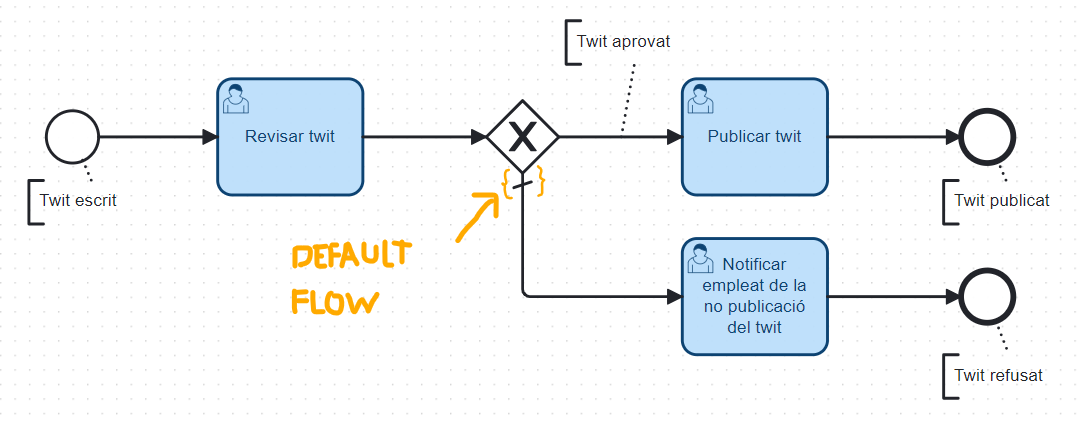 Twit aprovat
Revisar twit
Publicar twit
Twit escrit
Twit publicat
DEFAULT
FLOW
Notificar
empleat de la
no publicació
del twit
Twit refusat